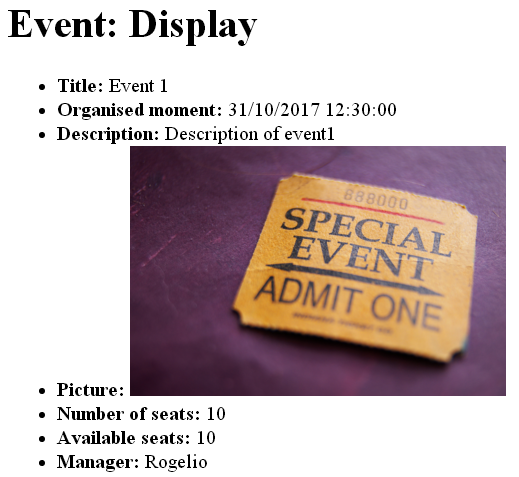 Event: Display
Title: Event 1
Organised moment: 31/10/2017 12:30:00
Description: Description of event1
688000
SPECIAL
EVENT
ADMIT ONE
Picture:
Number of seats: 10
Available seats: 10
Manager: Rogelio